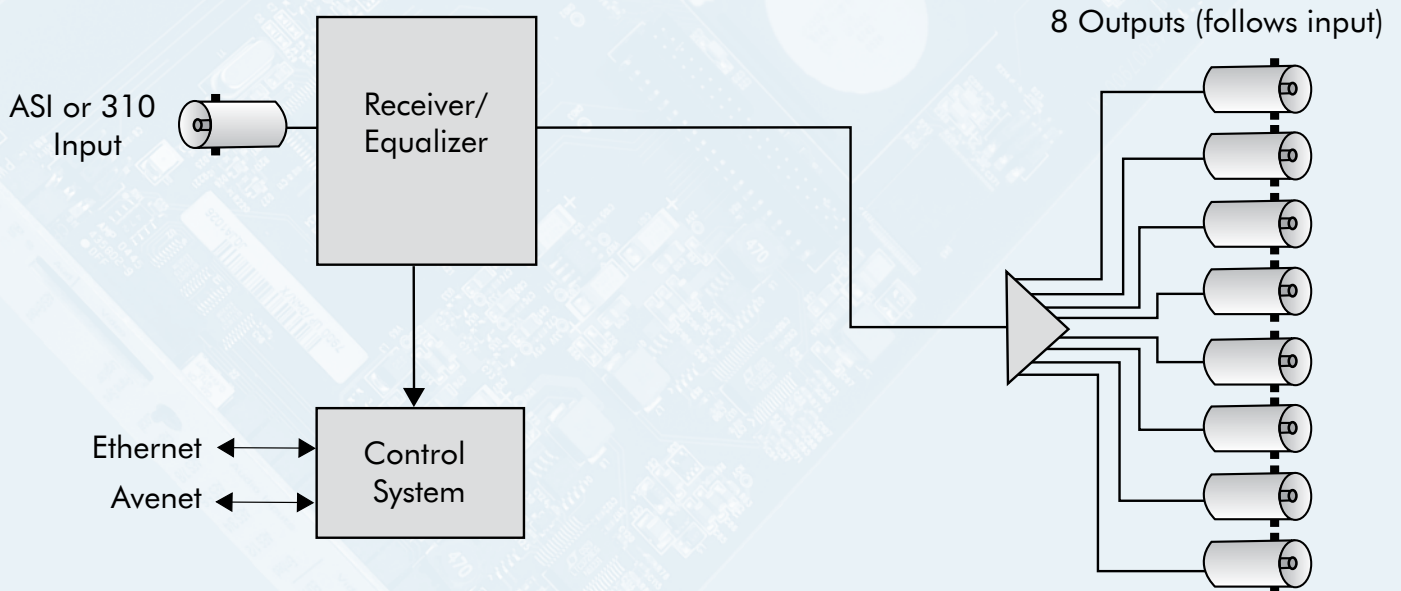 8 Outputs (follows input)
ASI or 310
Input
Receiver/
Equalizer
Ethernet
Avenet
Control
System